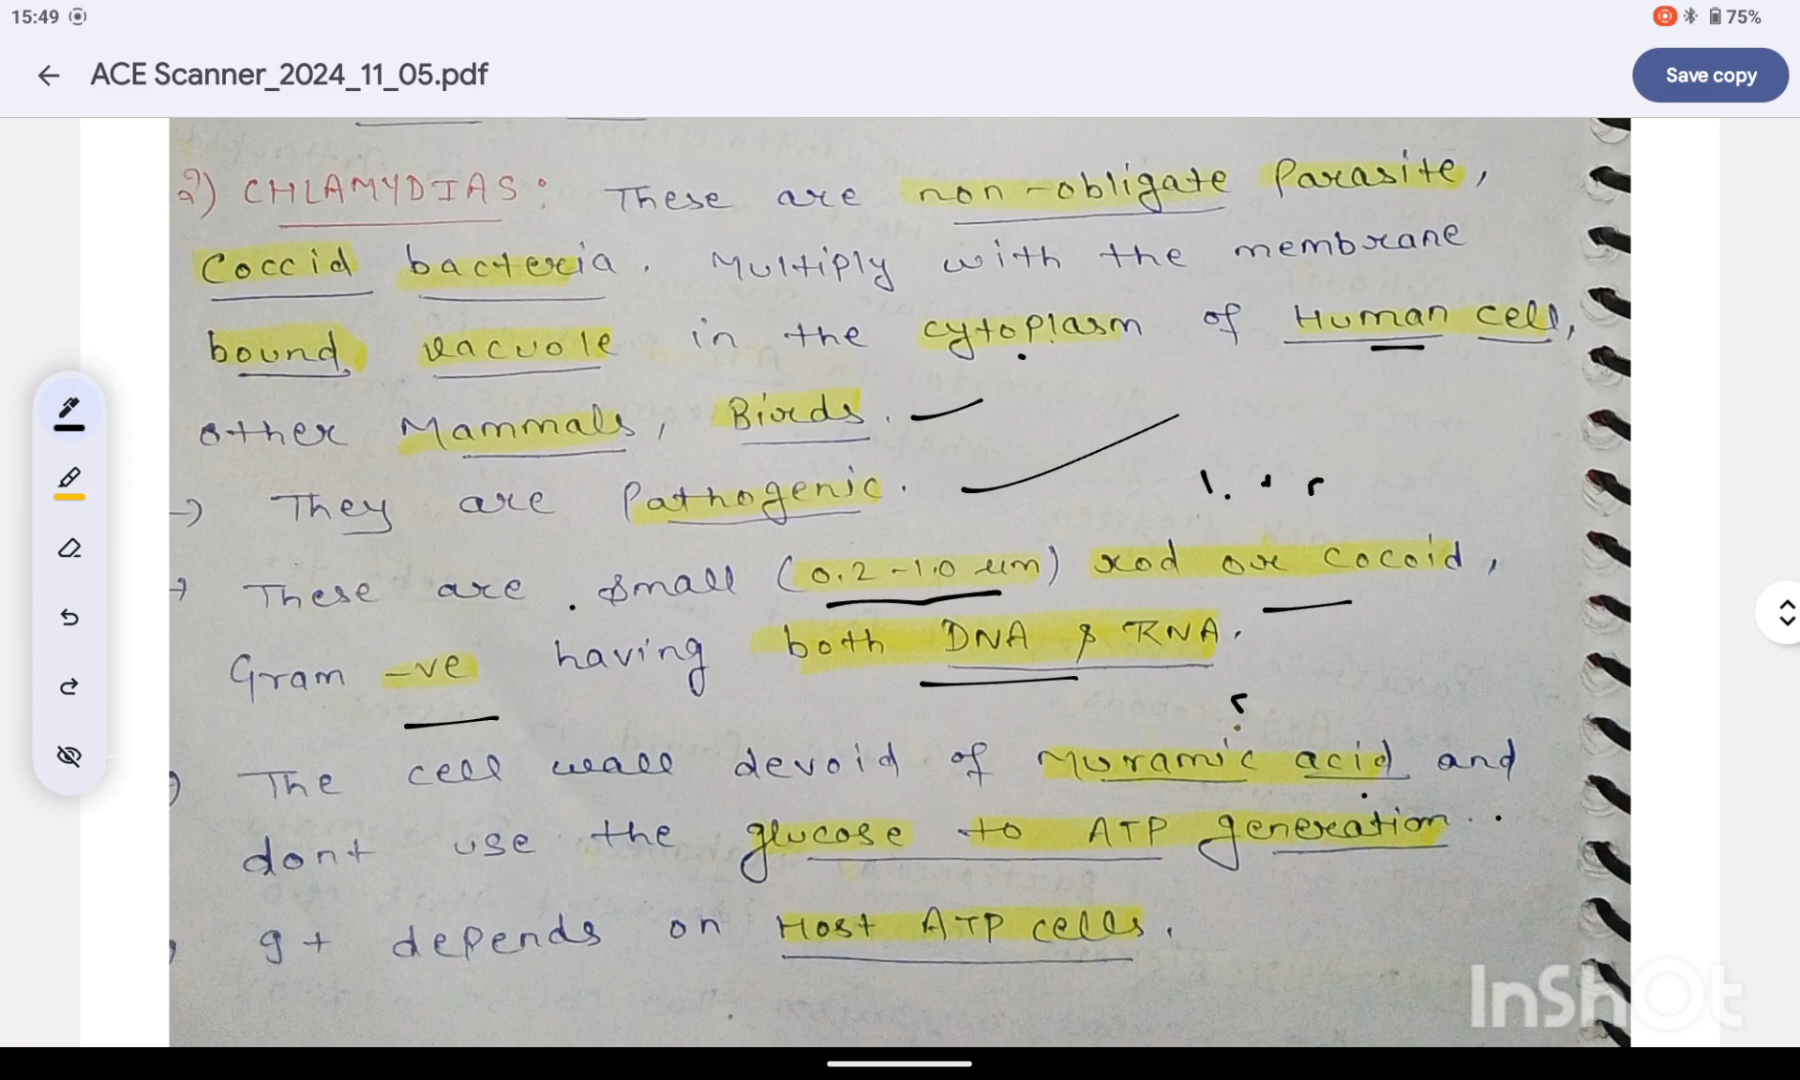 15:49
75%
ACE Scanner_2024_11_05.pdf
Save copy
2) CHLAMYDIAS: These are non-obligate Parasite,
Coccid bacteria. Multiply with the membrane
bound vacuole in the cytoplasm of Human cell,
other Mammals, Birds.
→ They are Pathogenic.
→ These are small (0.2-1.0 um) rod or cocoid,
Gram -ve having both DNA & RNA.
The cell wall devoid of Muramic acid and
dont use the glucose to ATP generation.
gt depends on Host ATP cells.
InShOt